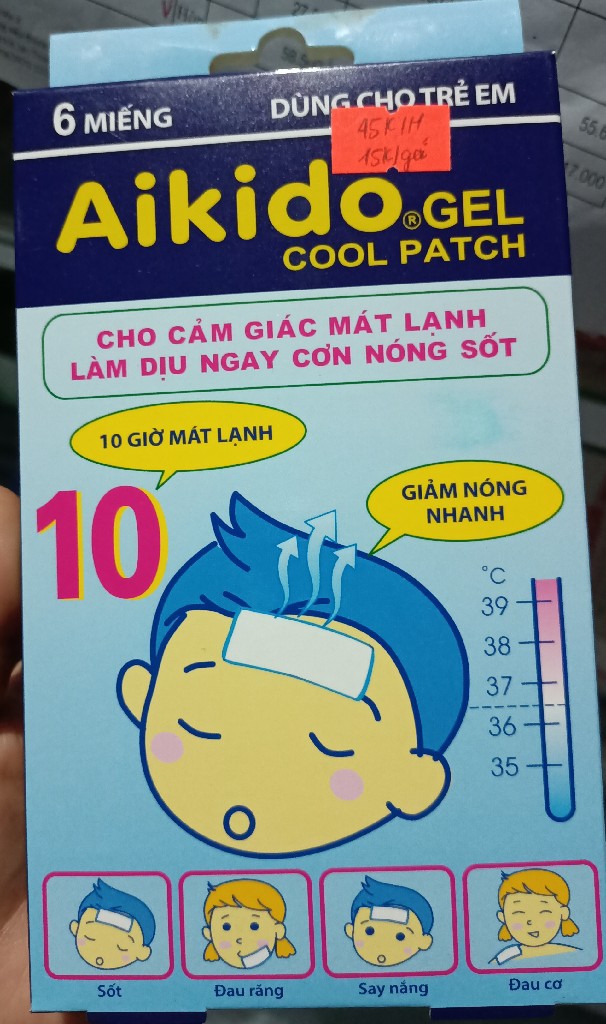 6 MIẾNG
DÙNG CHO TRẺ EM
45K/H
15K/gói
Aikido®GEL
COOL PATCH
CHO CẢM GIÁC MÁT LẠNH
LÀM DỊU NGAY CƠN NÓNG SỐT
10 GIỜ MÁT LẠNH
10
GIẢM NÓNG
NHANH
°C
39
38
37
36
35
Sốt
Đau răng
Say nắng
Đau cơ